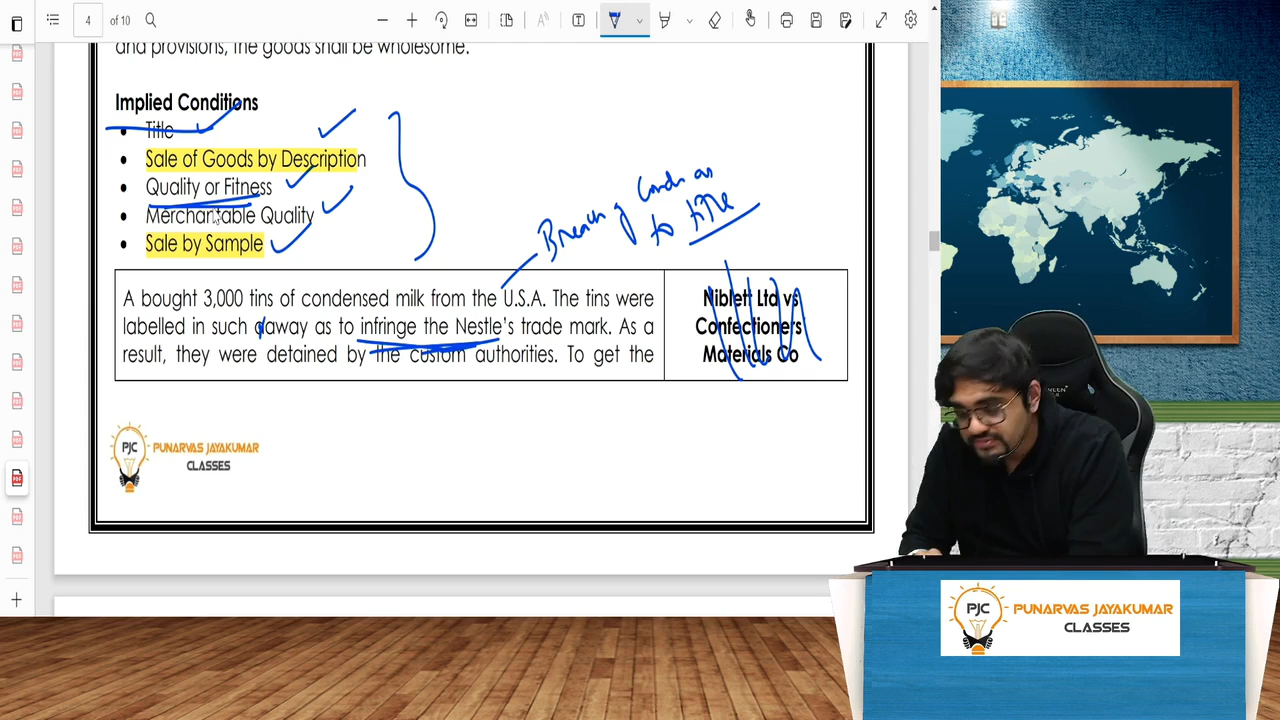 4 of 10
and provisions, the goods shall be wholesome.
Implied Conditions
• Title
• Sale of Goods by Description
• Quality or Fitness
• Merchantable Quality
• Sale by Sample
Breach of Condn as
to title
A bought 3,000 tins of condensed milk from the U.S.A. The tins were
labelled in such away as to infringe the Nestle's trade mark. As a
result, they were detained by the custom authorities. To get the
Niblett Ltd vs
Confectioners
Materials Co
PJC PUNARVAS JAYAKUMAR
CLASSES
PJC PUNARVAS JAYAKUMAR
CLASSES